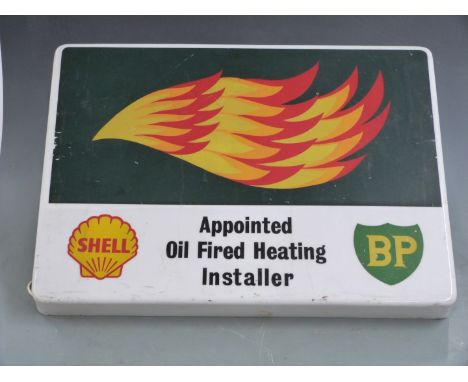 Appointed
Oil Fired Heating
Installer
SHELL
BP